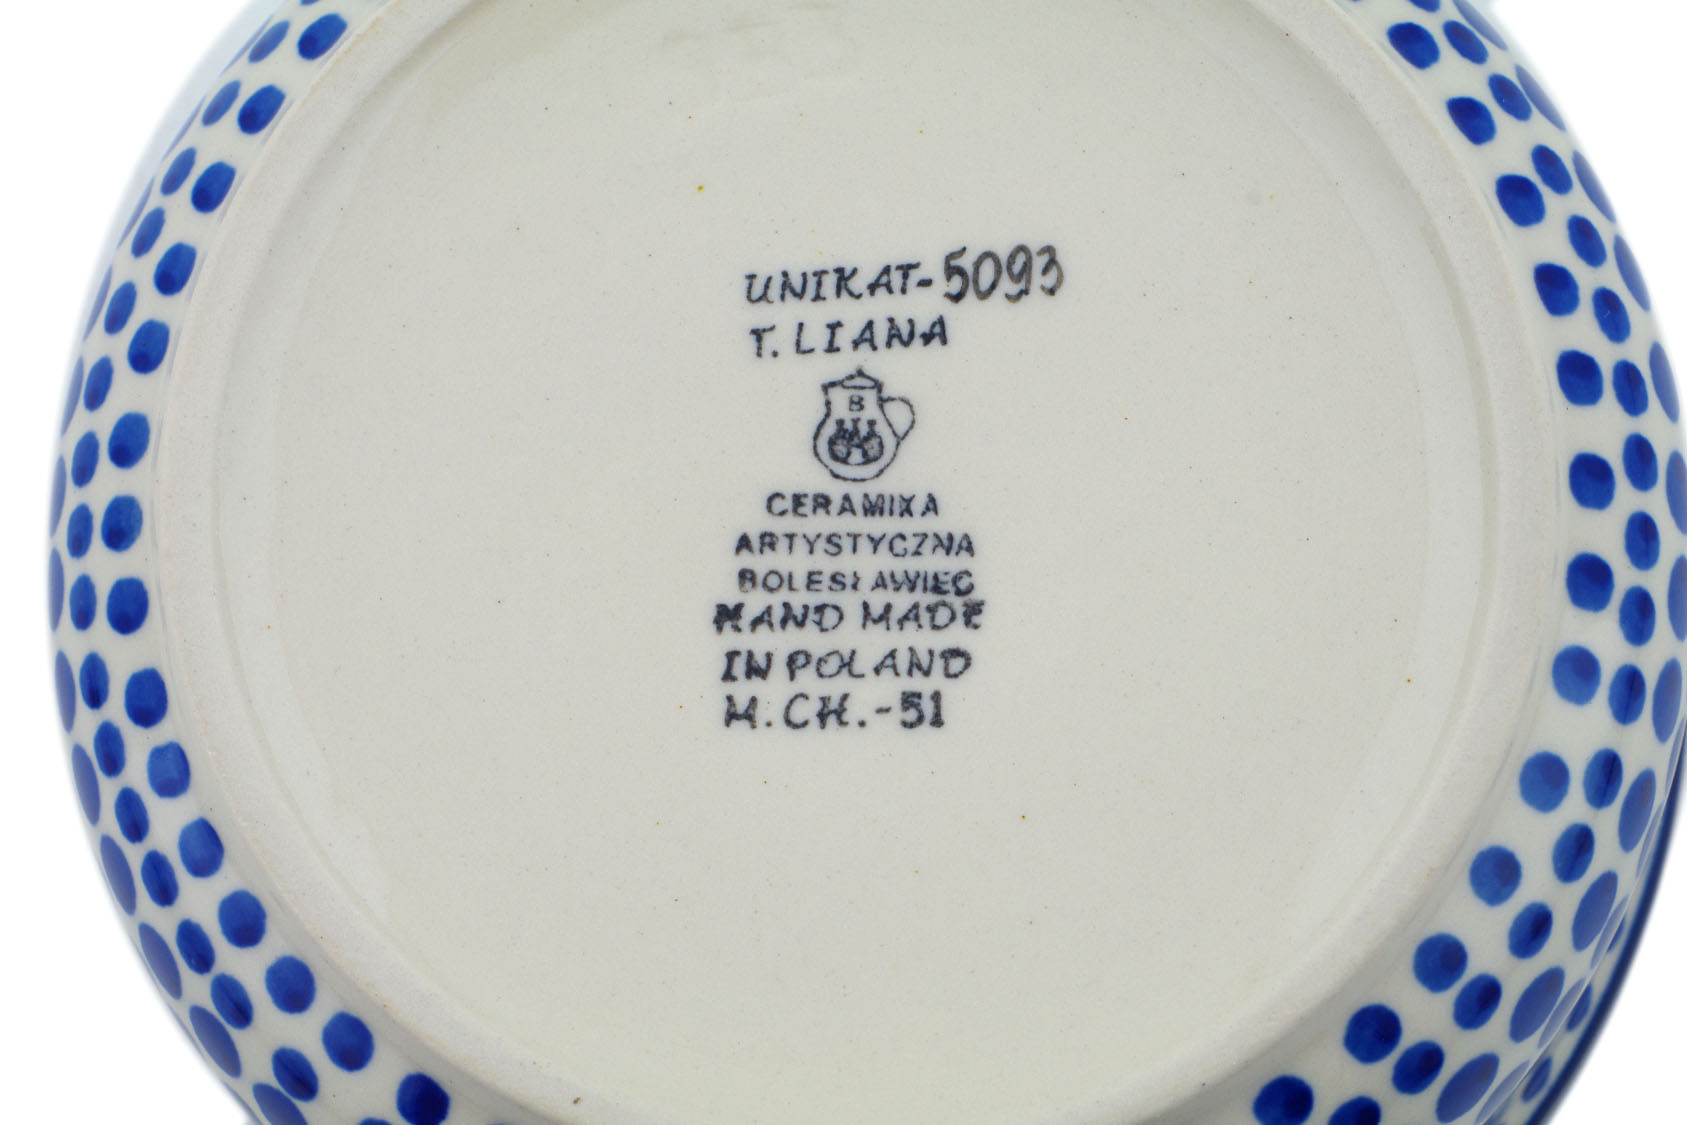 UNIKAT-5093
T. LIANA
B
CERAMIKA
ARTYSTYCZNA
BOLESŁAWIEC
HAND MADE
IN POLAND
M.CH.-51